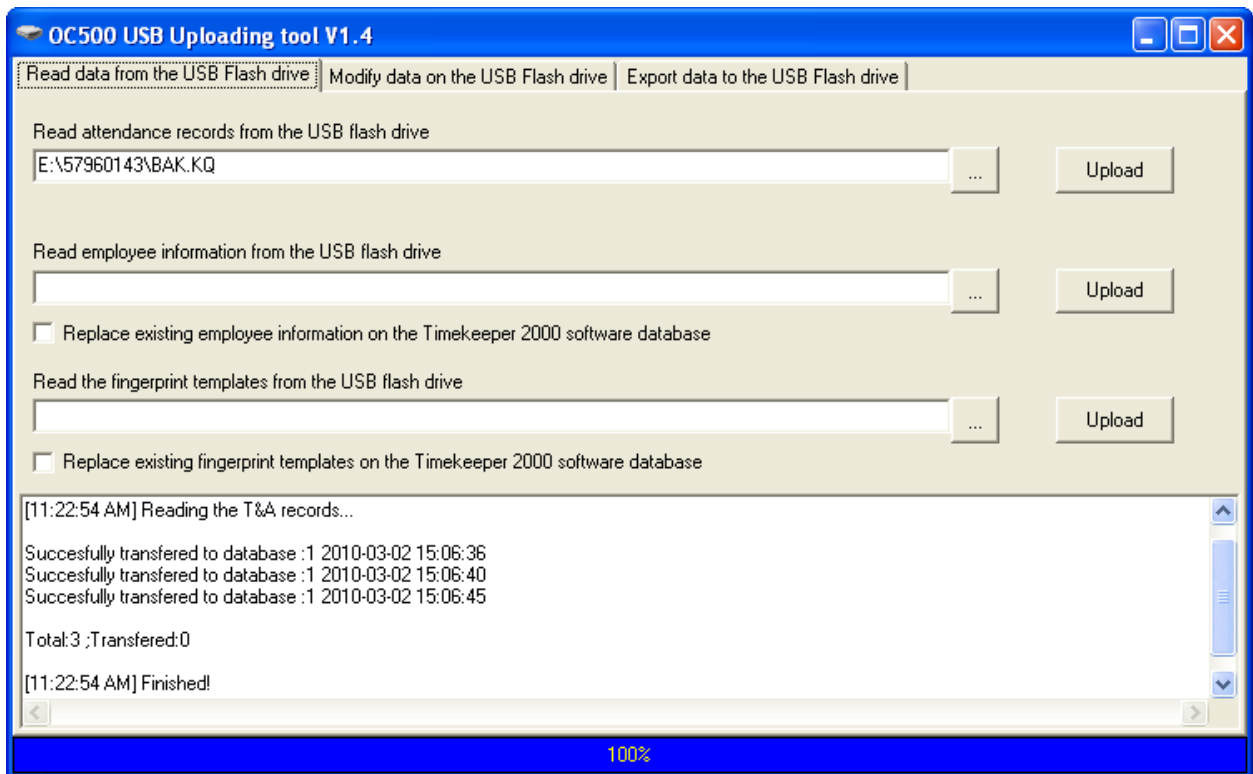 OC500 USB Uploading tool V1.4
Read data from the USB Flash drive Modify data on the USB Flash drive Export data to the USB Flash drive
Read attendance records from the USB flash drive
E:\57960143\BAK.KQ ... Upload
Read employee information from the USB flash drive
... Upload
Replace existing employee information on the Timekeeper 2000 software database
Read the fingerprint templates from the USB flash drive
... Upload
Replace existing fingerprint templates on the Timekeeper 2000 software database
[11:22:54 AM] Reading the T&A records...
Succesfully transfered to database :1 2010-03-02 15:06:36
Succesfully transfered to database :1 2010-03-02 15:06:40
Succesfully transfered to database :1 2010-03-02 15:06:45
Total:3 ;Transfered:0
[11:22:54 AM] Finished!
100%